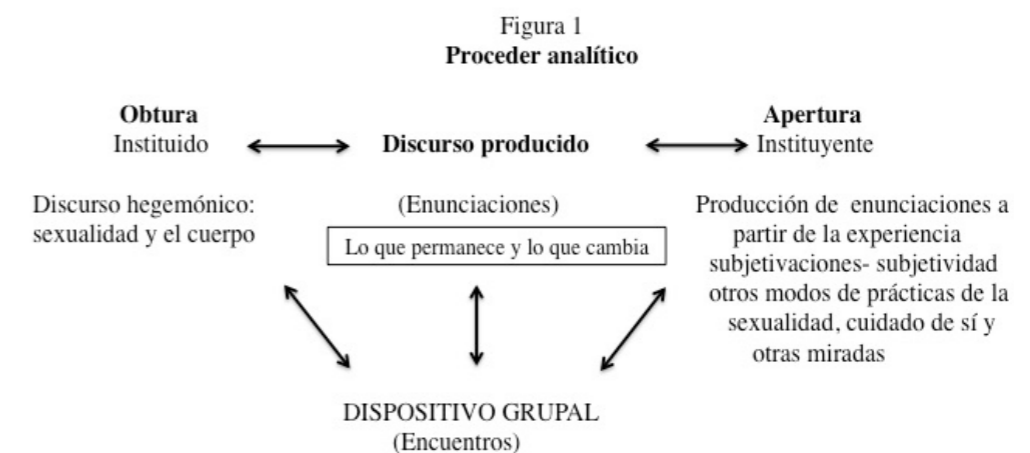 Figura 1
Proceder analítico
Obtura
Instituido
Discurso producido
Apertura
Instituyente
Discurso hegemónico:
sexualidad y el cuerpo
(Enunciaciones)
Lo que permanece y lo que cambia
Producción de enunciaciones a
partir de la experiencia
subjetivaciones- subjetividad
otros modos de prácticas de la
sexualidad, cuidado de sí y
otras miradas
DISPOSITIVO GRUPAL
(Encuentros)